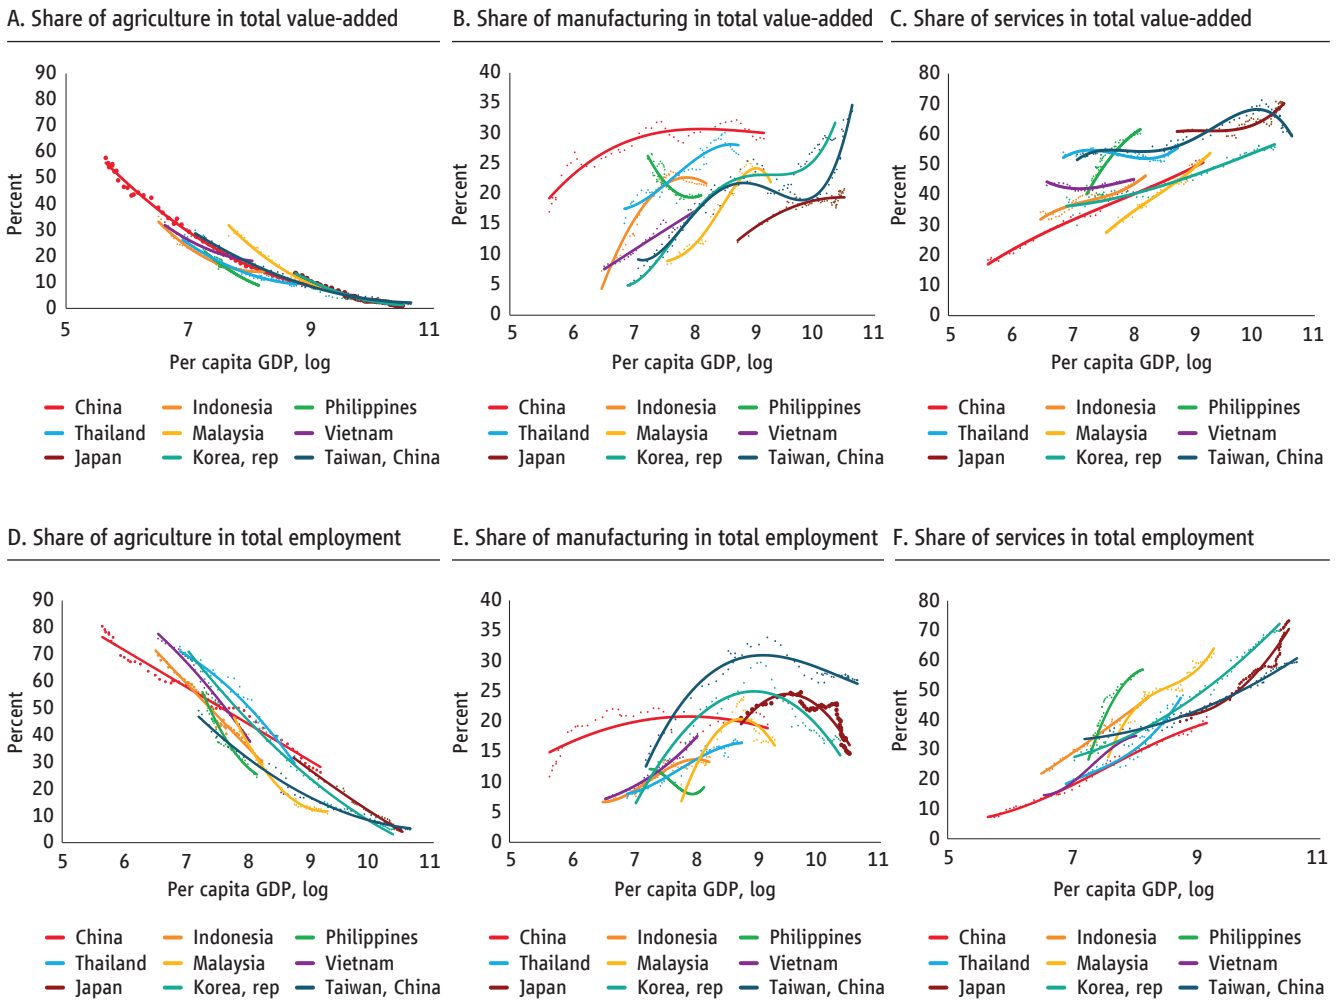 A. Share of agriculture in total value-added
B. Share of manufacturing in total value-added
C. Share of services in total value-added
Percent
90
80
70
60
50
40
30
20
10
0
5
7
9
11
Per capita GDP, log
China
Indonesia
Philippines
Thailand
Malaysia
Vietnam
Japan
Korea, rep
Taiwan, China
Percent
40
35
30
25
20
15
10
5
0
5
6
7
8
9
10
11
Per capita GDP, log
China
Indonesia
Philippines
Thailand
Malaysia
Vietnam
Japan
Korea, rep
Taiwan, China
Percent
80
70
60
50
40
30
20
10
0
5
6
7
8
9
10
11
Per capita GDP, log
China
Indonesia
Philippines
Thailand
Malaysia
Vietnam
Japan
Korea, rep
Taiwan, China
D. Share of agriculture in total employment
E. Share of manufacturing in total employment
F. Share of services in total employment
Percent
90
80
70
60
50
40
30
20
10
0
5
6
7
8
9
10
11
Per capita GDP, log
China
Indonesia
Philippines
Thailand
Malaysia
Vietnam
Japan
Korea, rep
Taiwan, China
Percent
40
35
30
25
20
15
10
5
0
5
6
7
8
9
10
11
Per capita GDP, log
China
Indonesia
Philippines
Thailand
Malaysia
Vietnam
Japan
Korea, rep
Taiwan, China
Percent
80
70
60
50
40
30
20
10
0
5
7
9
11
Per capita GDP, log
China
Indonesia
Philippines
Thailand
Malaysia
Vietnam
Japan
Korea, rep
Taiwan, China